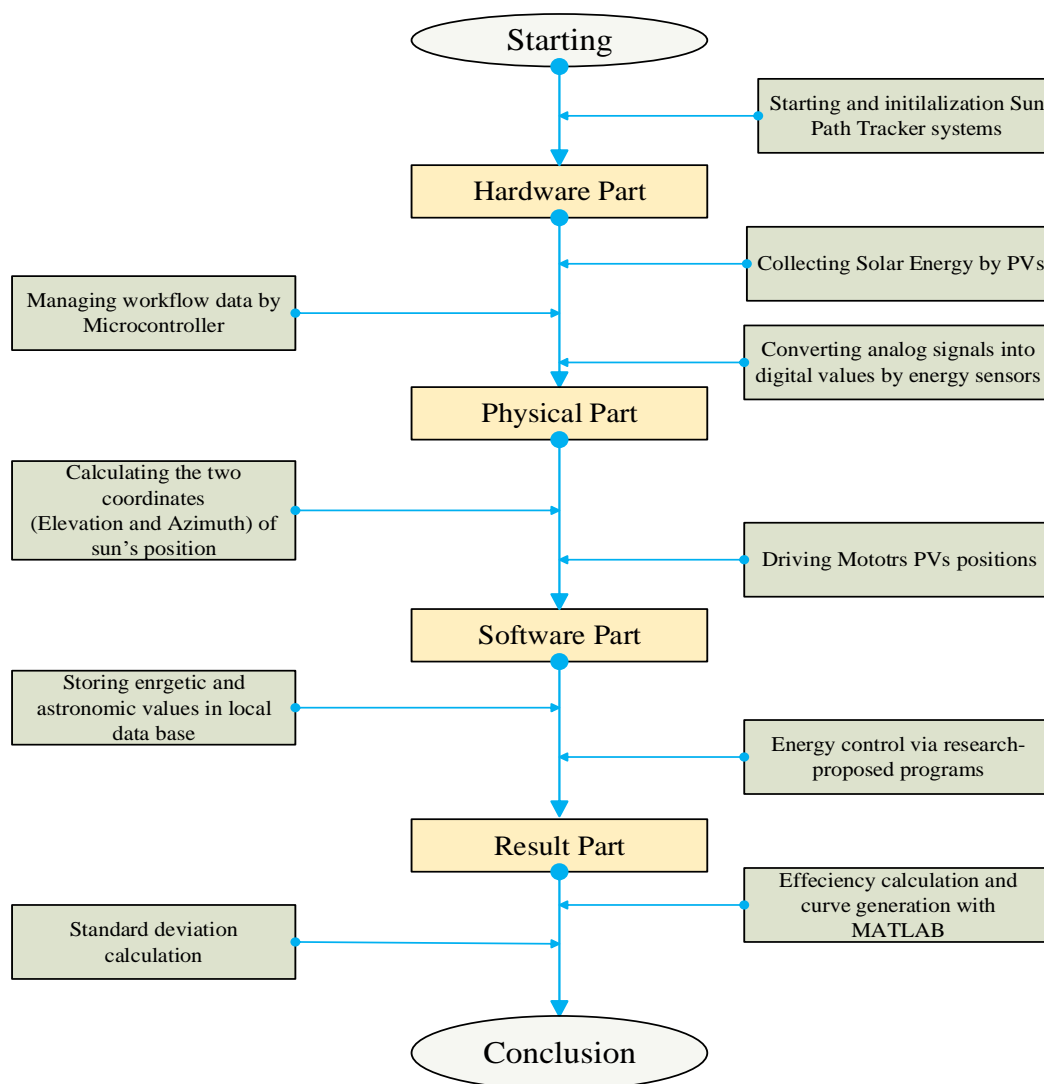 Starting
Starting and initilalization Sun
Path Tracker systems
Hardware Part
Collecting Solar Energy by PVs
Managing workflow data by
Microcontroller
Converting analog signals into
digital values by energy sensors
Physical Part
Calculating the two
coordinates
(Elevation and Azimuth) of
sun's position
Driving Mototrs PVs positions
Software Part
Storing enrgetic and
astronomic values in local
data base
Energy control via research-
proposed programs
Result Part
Effeciency calculation and
curve generation with
MATLAB
Standard deviation
calculation
Conclusion